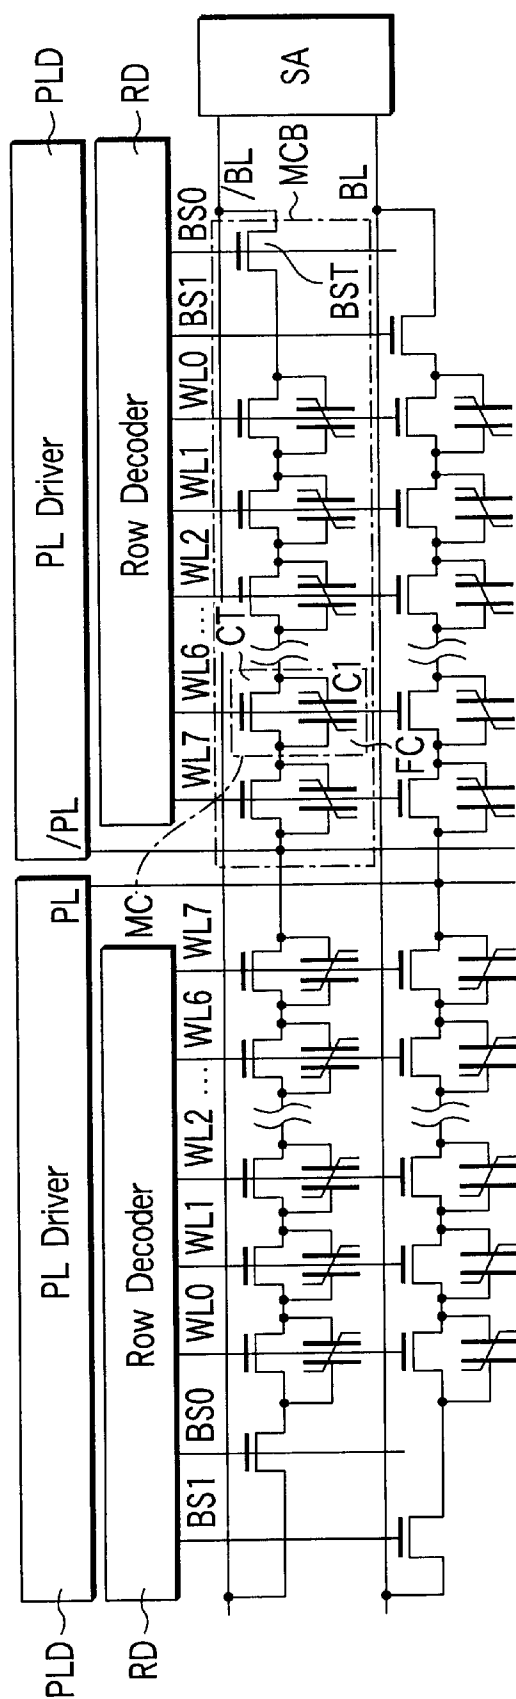 PLD
PL Driver
PL
/PL
PL Driver
PLD
RD
Row Decoder
Row Decoder
RD
BS1
BS0
WL0
WL1
WL2
...
WL6
WL7
MC
WL7
WL6
...
WL2
WL1
WL0
BS1
BS0
CT
C1
FC
/BL
MCB
BST
BL
SA